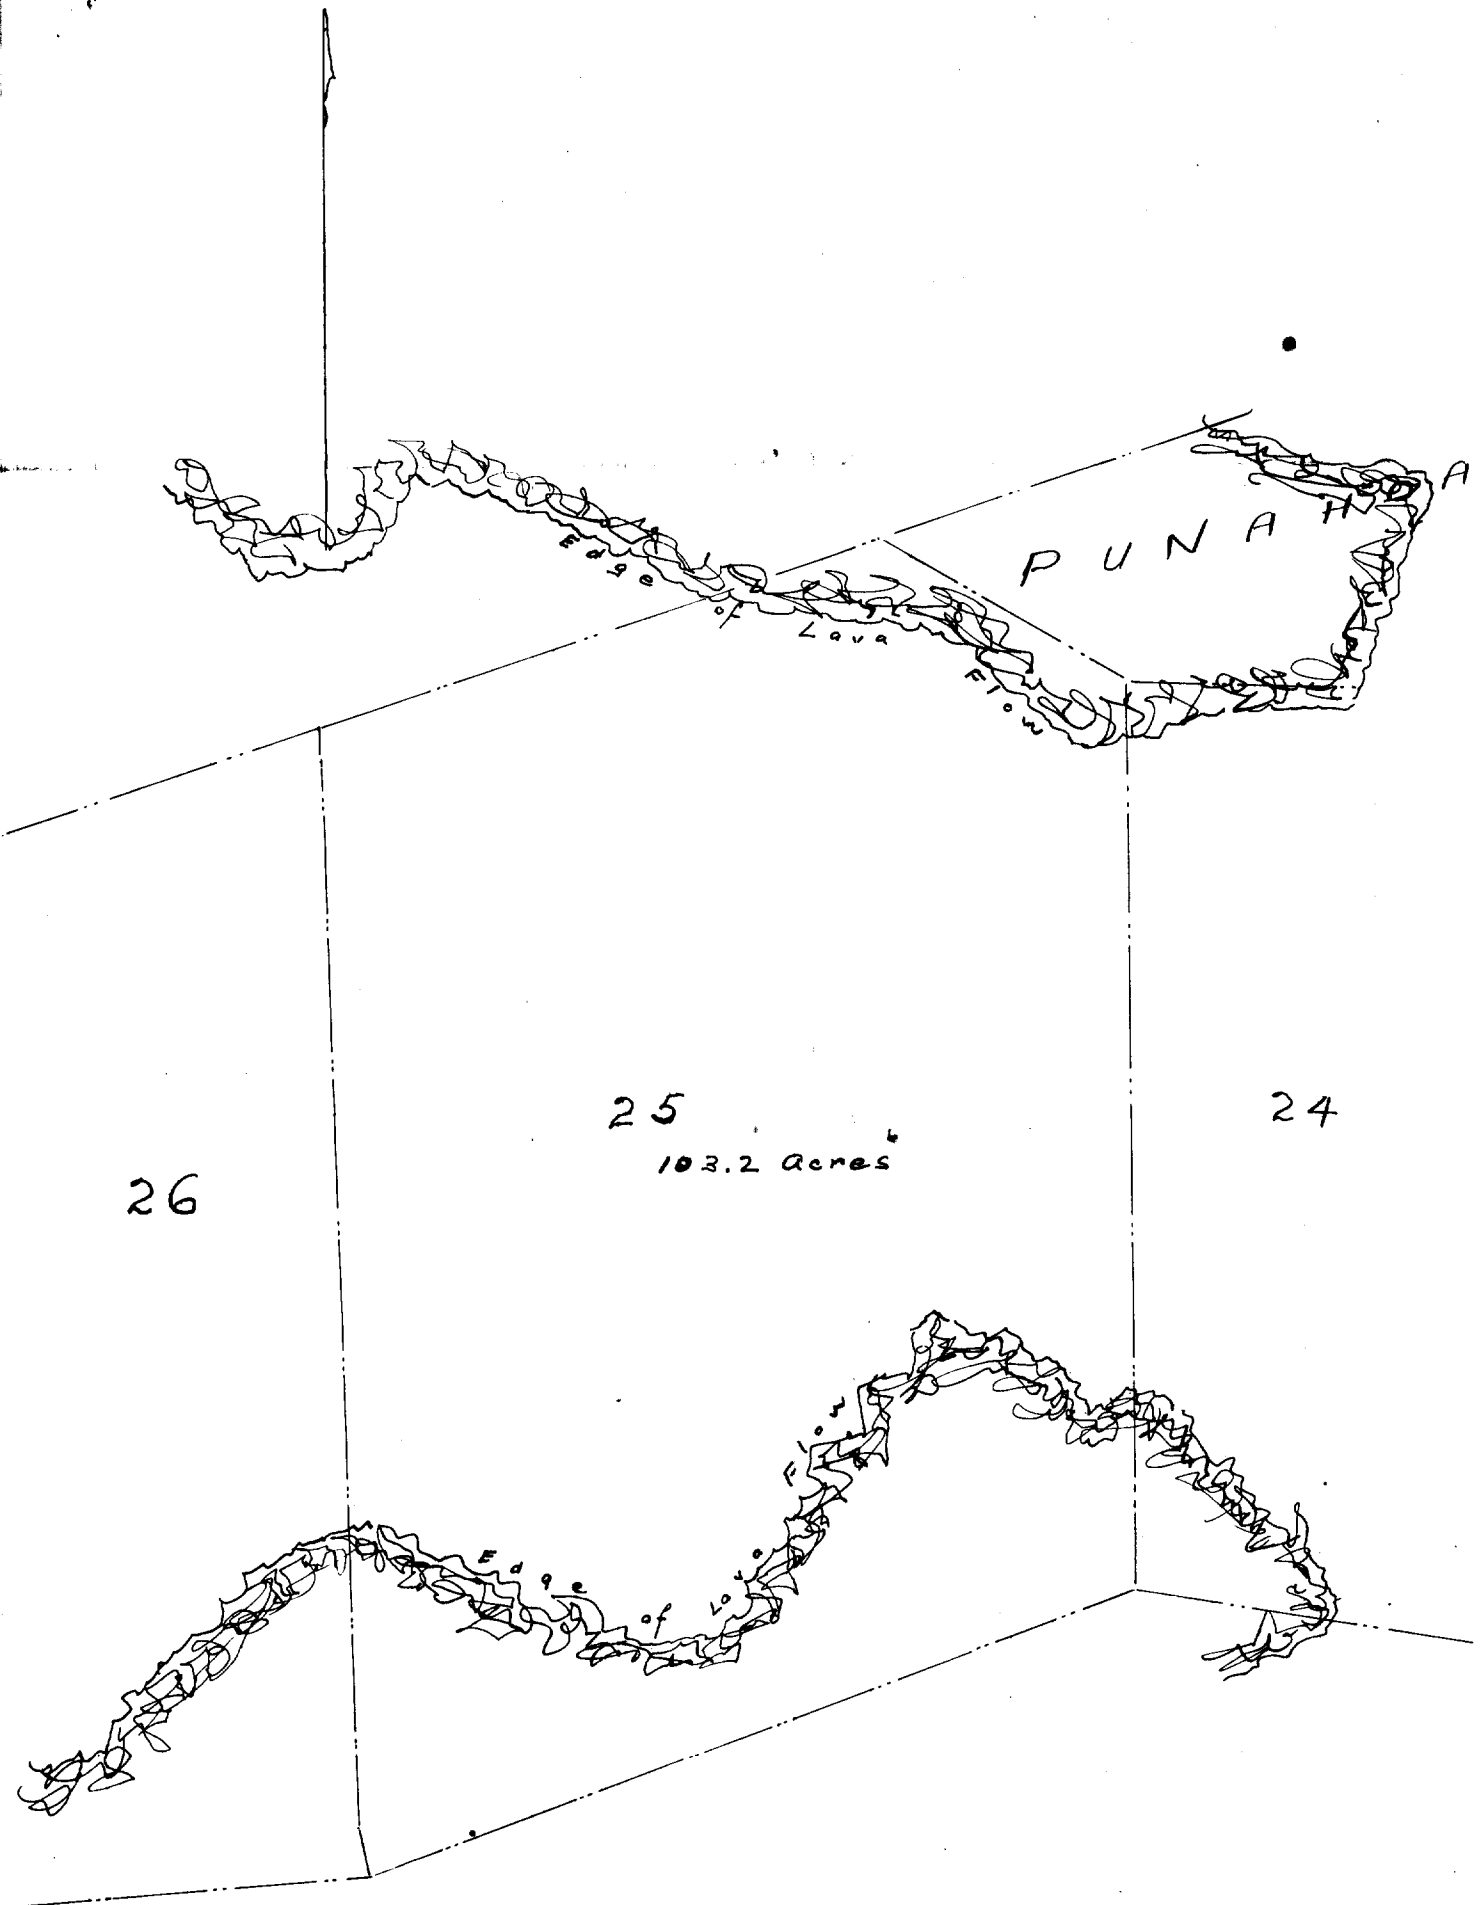 PUNAHOA
Edge of Lava Flow
25
24
103.2 Acres
26
Edge of Lava Flow